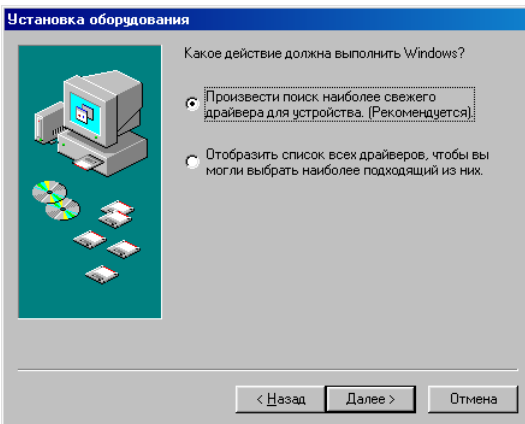 Установка оборудования
Какое действие должна выполнить Windows?
Произвести поиск наиболее свежего
драйвера для устройства. (Рекомендуется).
Отобразить список всех драйверов, чтобы вы
могли выбрать наиболее подходящий из них.
< Назад
Далее >
Отмена